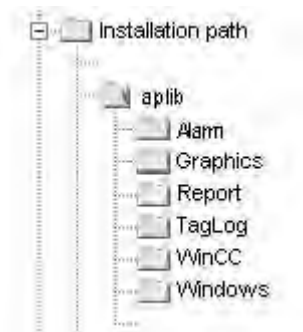 Installation path
aplib
Alarm
Graphics
Report
TagLog
WinCC
Windows